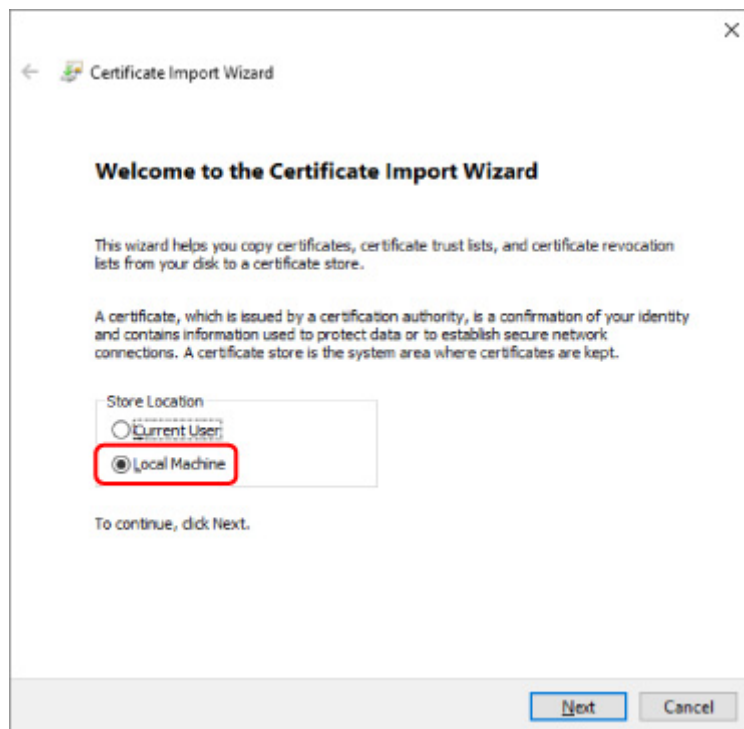 Certificate Import Wizard
Welcome to the Certificate Import Wizard
This wizard helps you copy certificates, certificate trust lists, and certificate revocation
lists from your disk to a certificate store.
A certificate, which is issued by a certification authority, is a confirmation of your identity
and contains information used to protect data or to establish secure network
connections. A certificate store is the system area where certificates are kept.
Store Location
Current User
Local Machine
To continue, click Next.
Next Cancel